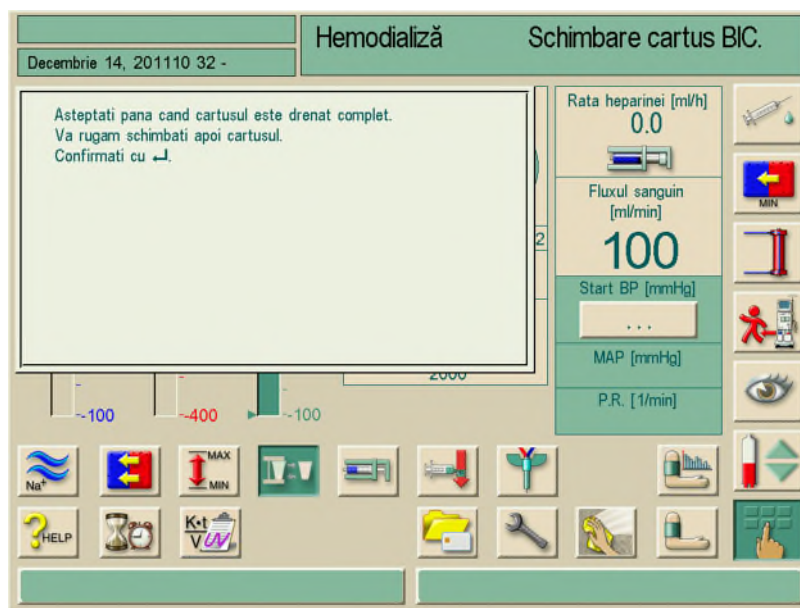 Hemodializă Schimbare cartus BIC.
Decembrie 14, 201110 32 -
Asteptati pana cand cartusul este drenat complet.
Va rugam schimbati apoi cartusul.
Confirmati cu ↵.
Rata heparinei [ml/h]
0.0
Fluxul sanguin
[ml/min]
100
2
Start BP [mmHg]
...
MAP [mmHg]
P.R. [1/min]
2000
-100
-400
-100
MIN
Na+
MAX
MIN
HELP
K•t
V
UV